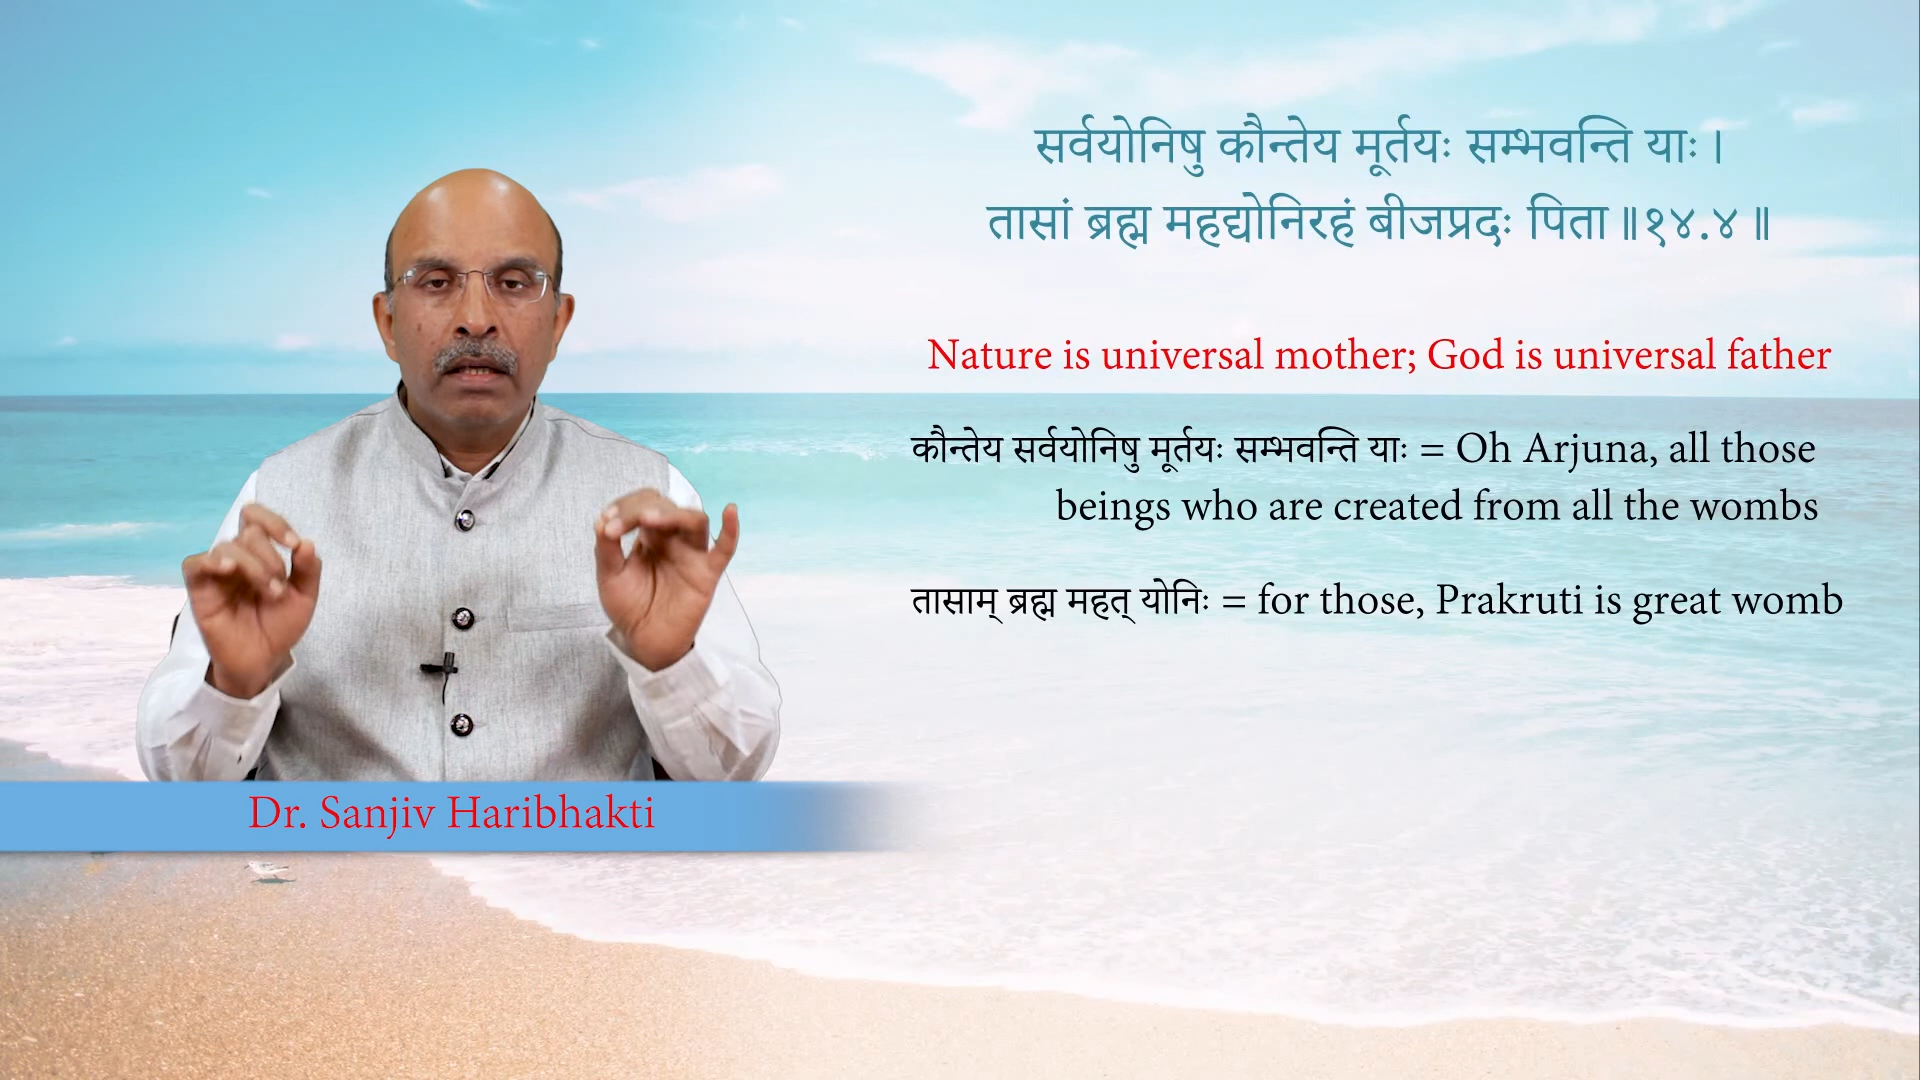 सर्वयोनिषु कौन्तेय मूर्तयः सम्भवन्ति याः ।
तासां ब्रह्म महद्योनिरहं बीजप्रदः पिता ॥१४.४॥
Nature is universal mother; God is universal father
कौन्तेय सर्वयोनिषु मूर्तयः सम्भवन्ति याः = Oh Arjuna, all those
beings who are created from all the wombs
तासाम् ब्रह्म महत् योनिः = for those, Prakruti is great womb
Dr. Sanjiv Haribhakti